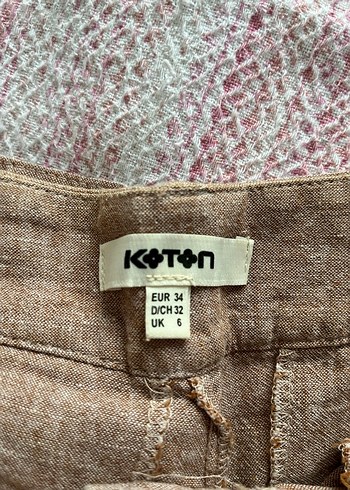 KOTON
EUR 34
D/CH 32
UK 6